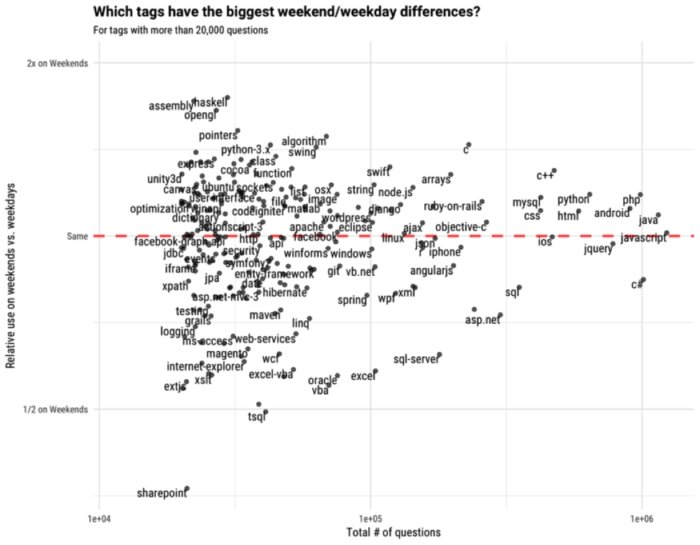 Which tags have the biggest weekend/weekday differences?
For tags with more than 20,000 questions
2x on Weekends
haskell
assembly
opengl
pointers
algorithm
python-3.x
swing
c
class
express
cocoa
function
swift
c++
unity3d
arrays
canvas
ubuntu
sockets
list
osx
string
node.js
user-interface
file
image
mysql
python
php
optimization
winapi
codeigniter
matlab
django
ruby-on-rails
css
html
android
dictionary
wordpress
java
actionscript-3
apache
eclipse
ajax
objective-c
Same
facebook-graph-api
http
api
facebook
linux
json
ios
javascript
jquery
jdbc
security
winforms
windows
r
iphone
events
symfony2
iframe
jpa
entity-framework
git
vb.net
angularjs
xpath
date
hibernate
xml
sql
c#
asp.net-mvc-3
spring
wpf
testing
maven
asp.net
grails
linq
logging
ms-access
web-services
magento
wcf
sql-server
internet-explorer
excel-vba
xslt
oracle
excel
extjs
vba
1/2 on Weekends
tsql
sharepoint
1e+04
1e+05
1e+06
Total # of questions
Relative use on weekends vs. weekdays